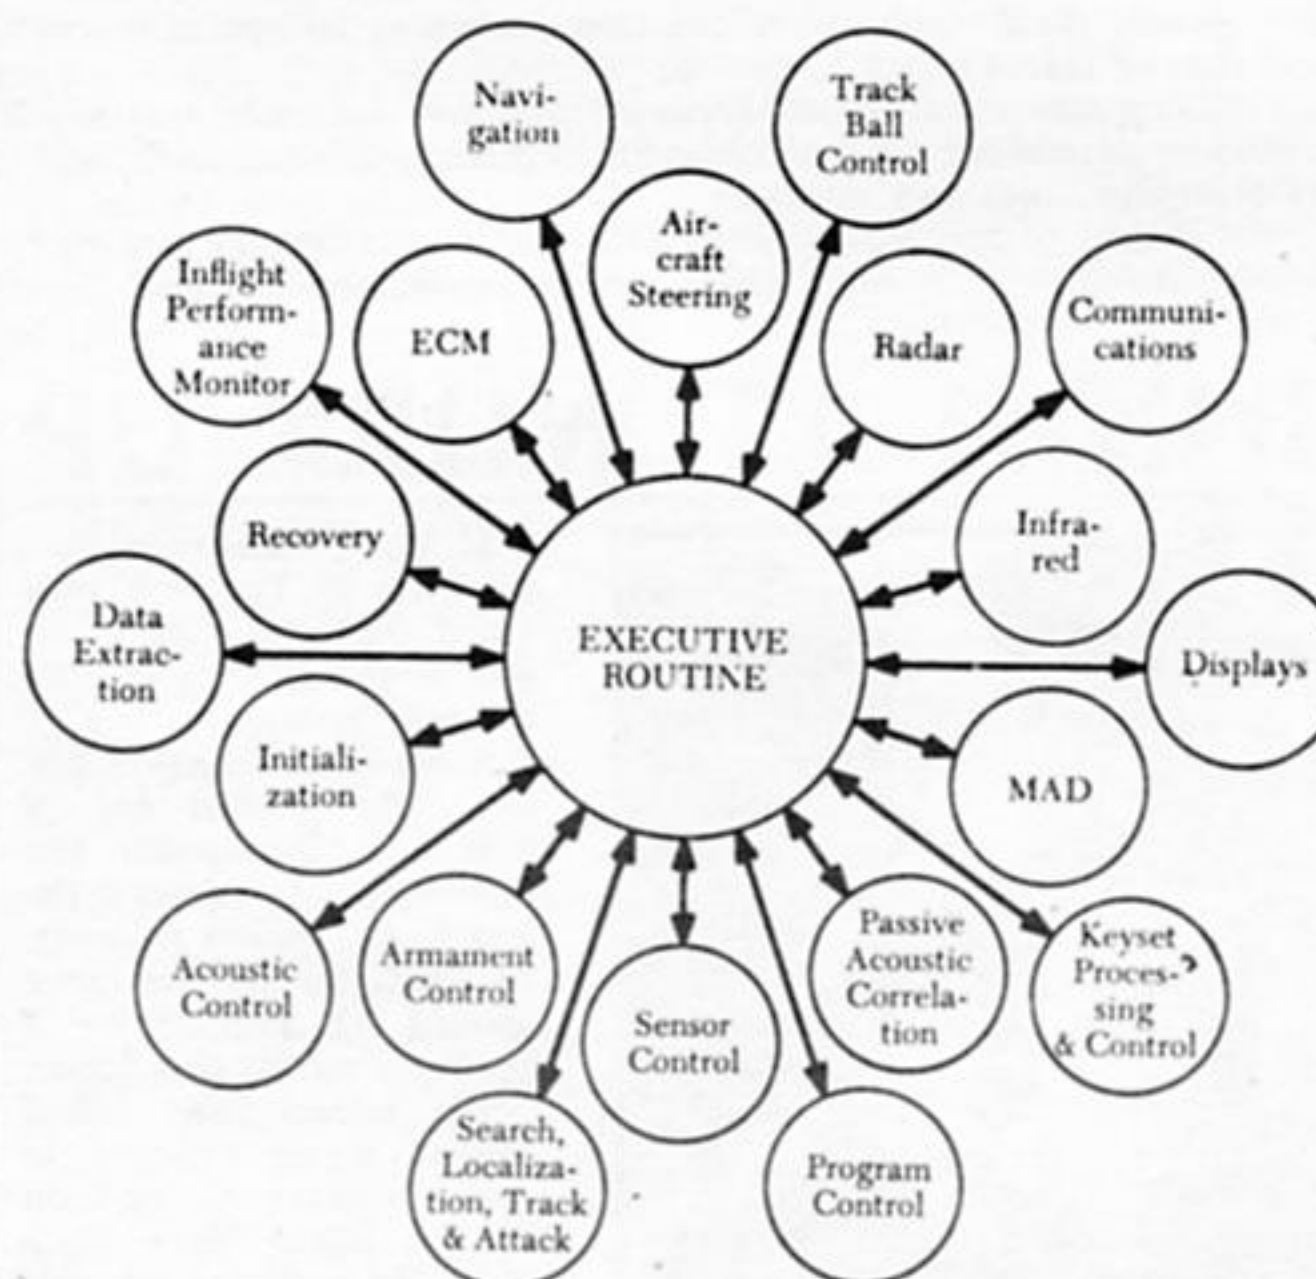 Navi-
gation
Track
Ball
Control
Air-
craft
Steering
Inflight
Perform-
ance
Monitor
ECM
Radar
Communi-
cations
Recovery
Infra-
red
Data
Extrac-
tion
EXECUTIVE
ROUTINE
Displays
Initiali-
zation
MAD
Acoustic
Control
Armament
Control
Sensor
Control
Passive
Acoustic
Correla-
tion
Keyset
Proces-
sing
& Control
Search,
Localiza-
tion, Track
& Attack
Program
Control